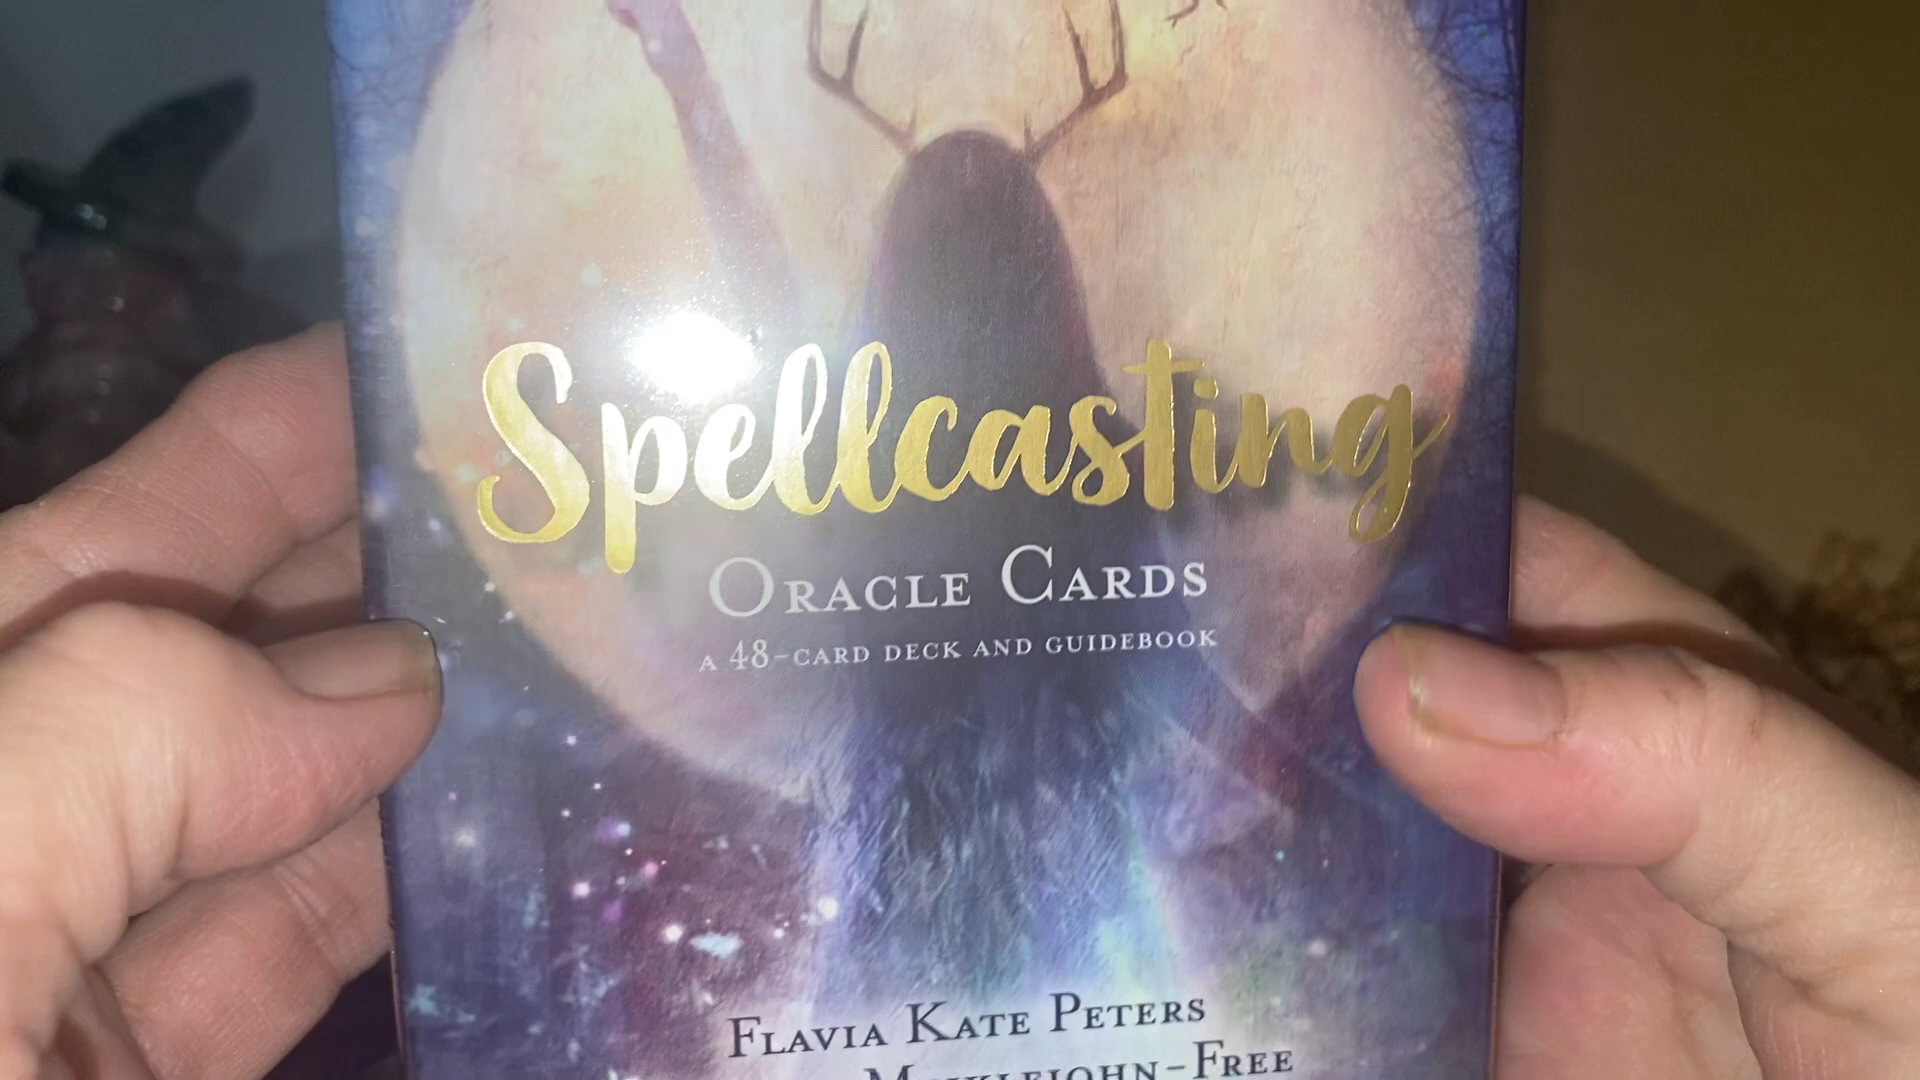 Spellcasting
ORACLE CARDS
A 48-CARD DECK AND GUIDEBOOK
FLAVIA KATE PETERS
MEIKLEJOHN-FREE